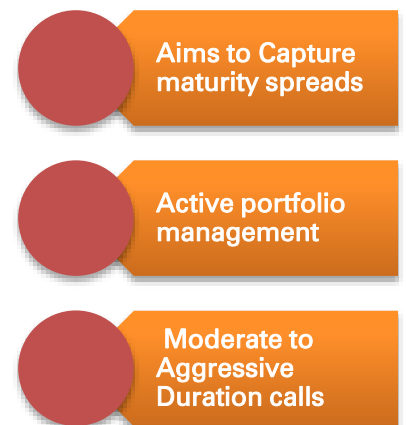 Aims to Capture
maturity spreads
Active portfolio
management
Moderate to
Aggressive
Duration calls